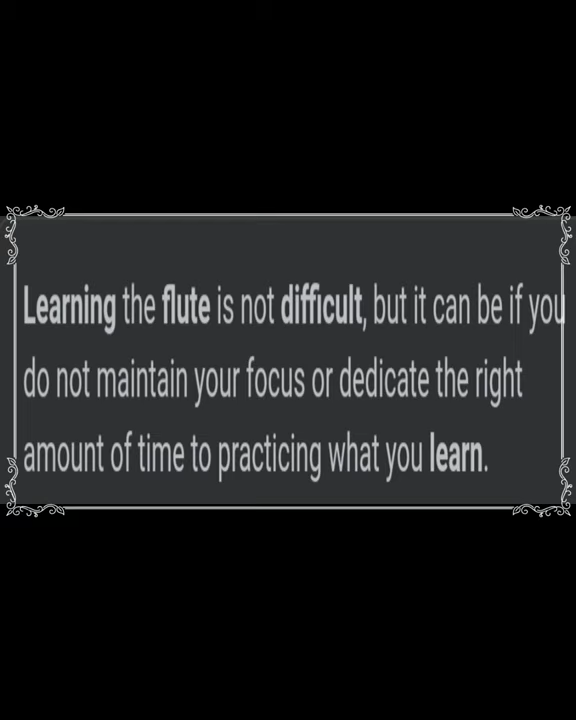 Learning the flute is not difficult, but it can be if you
do not maintain your focus or dedicate the right
amount of time to practicing what you learn.